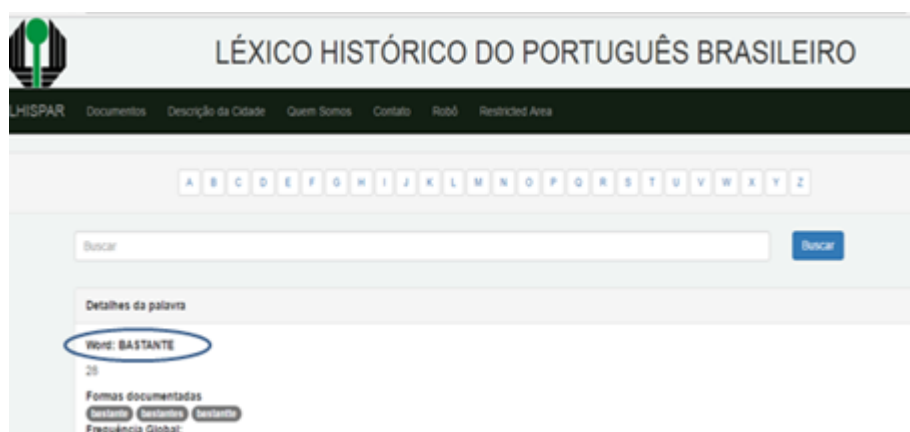 LÉXICO HISTÓRICO DO PORTUGUÊS BRASILEIRO
LHISPAR Documentos Descrição da Cidade Quem Somos Contato Robô Restricted Area
A B C D E F G H I J K L M N O P Q R S T U V W X Y Z
Buscar Buscar
Detalhes da palavra
Word: BASTANTE
28
Formas documentadas
bastante bastantes
Frequência Global: